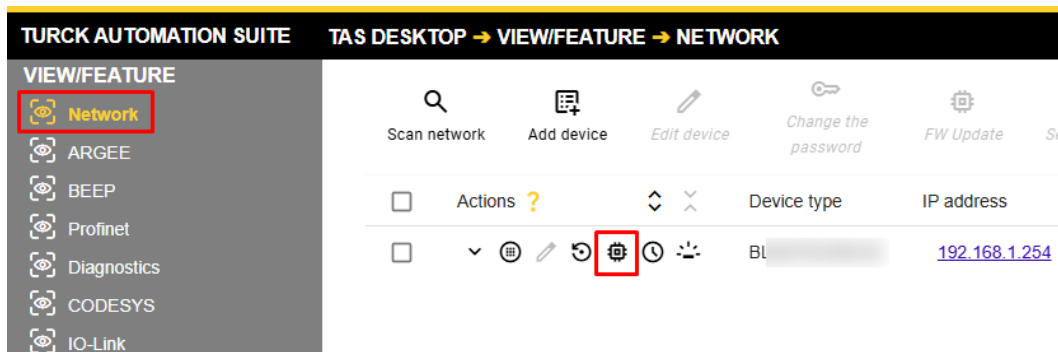 TURCK AUTOMATION SUITE
TAS DESKTOP ➔ VIEW/FEATURE ➔ NETWORK
VIEW/FEATURE
Network
ARGEE
BEEP
Profinet
Diagnostics
CODESYS
IO-Link
Scan network
Add device
Edit device
Change the
password
FW Update
Actions ?
Device type
IP address
192.168.1.254